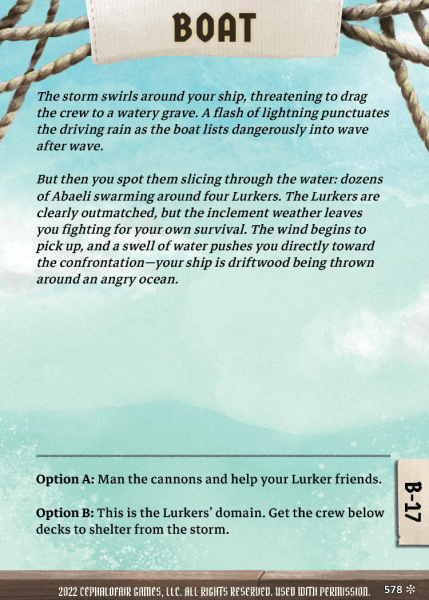 BOAT
The storm swirls around your ship, threatening to drag
the crew to a watery grave. A flash of lightning punctuates
the driving rain as the boat lists dangerously into wave
after wave.
But then you spot them slicing through the water: dozens
of Abaeli swarming around four Lurkers. The Lurkers are
clearly outmatched, but the inclement weather leaves
you fighting for your own survival. The wind begins to
pick up, and a swell of water pushes you directly toward
the confrontation—your ship is driftwood being thrown
around an angry ocean.
Option A: Man the cannons and help your Lurker friends.
Option B: This is the Lurkers' domain. Get the crew below
decks to shelter from the storm.
B-17
2022 CEPHALOFAIR GAMES, LLC. ALL RIGHTS RESERVED. USED WITH PERMISSION.
578